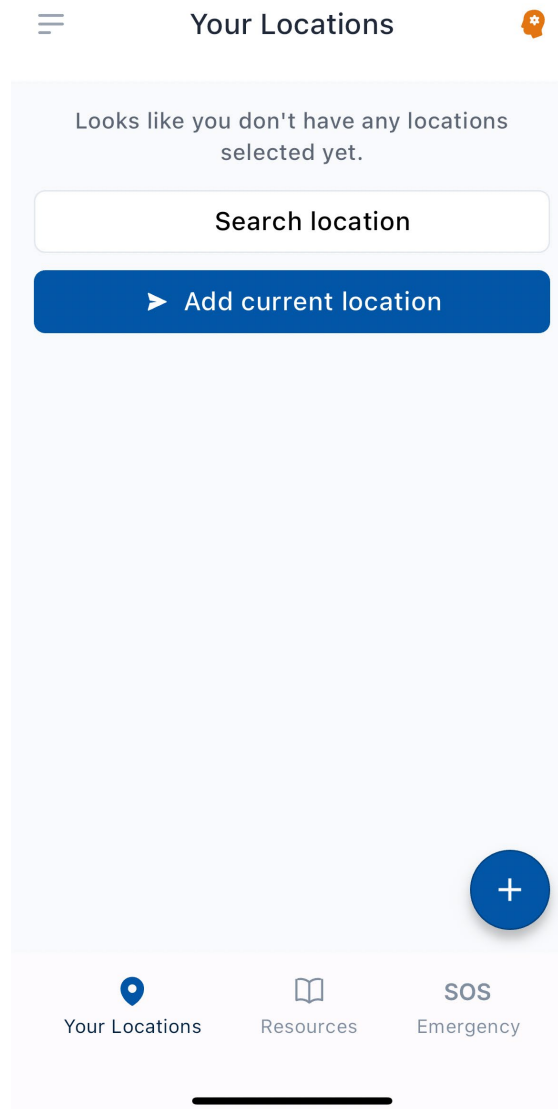 Your Locations
Looks like you don't have any locations
selected yet.
Search location
Add current location
Your Locations
Resources
SOS
Emergency